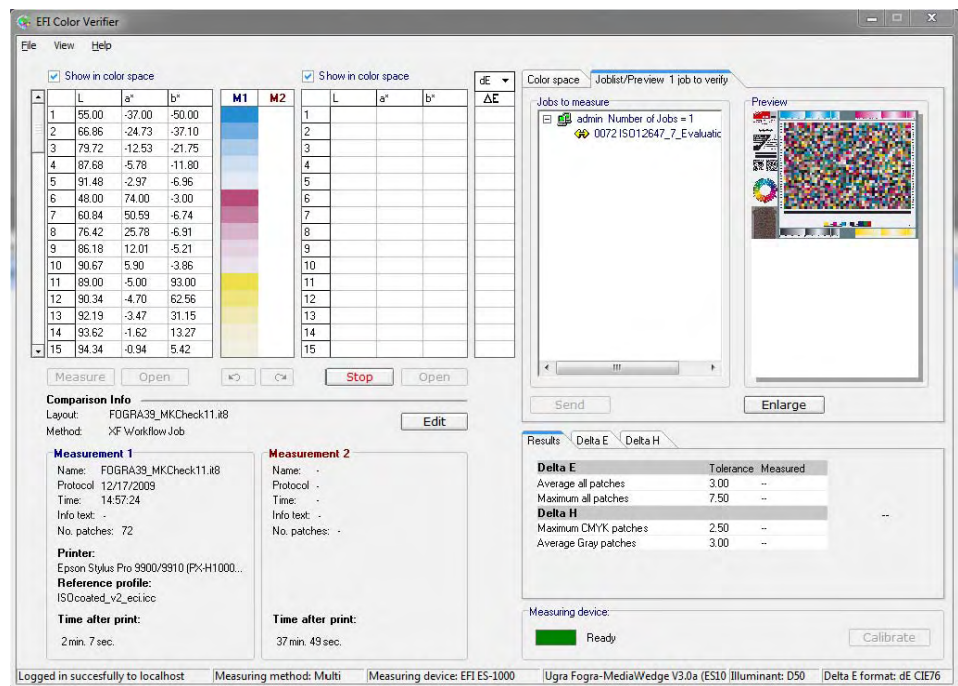 EFI Color Verifier
File View Help
Show in color space
Show in color space
dE
L a* b* M1 M2 L a* b* ΔE
1 55.00 -37.00 -50.00 1
2 66.86 -24.73 -37.10 2
3 79.72 -12.53 -21.75 3
4 87.68 -5.78 -11.80 4
5 91.48 -2.97 -6.96 5
6 48.00 74.00 -3.00 6
7 60.84 50.59 -6.74 7
8 76.42 25.78 -6.91 8
9 86.18 12.01 -5.21 9
10 90.67 5.90 -3.86 10
11 89.00 -5.00 93.00 11
12 90.34 -4.70 62.56 12
13 92.19 -3.47 31.15 13
14 93.62 -1.62 13.27 14
15 94.34 -0.94 5.42 15
Measure Open Stop Open
Comparison Info
Layout: FOGRA39_MKCheck11.it8
Method: XF Workflow Job
Edit
Measurement 1
Name: FOGRA39_MKCheck11.it8
Protocol 12/17/2009
Time: 14:57:24
Info text: -
No. patches: 72
Printer:
Epson Stylus Pro 9900/9910 (PX-H1000...
Reference profile:
ISOcoated_v2_eci.icc
Time after print:
2 min. 7 sec.
Measurement 2
Name: -
Protocol -
Time: -
Info text: -
No. patches: -
Time after print:
37 min. 49 sec.
Color space Joblist/Preview 1 job to verify
Jobs to measure
admin Number of Jobs = 1
0072 ISO12647_7_Evaluatic
Send
Preview
Enlarge
Results Delta E Delta H
Delta E Tolerance Measured
Average all patches 3.00 --
Maximum all patches 7.50 --
Delta H
Maximum CMYK patches 2.50 --
Average Gray patches 3.00 --
--
Measuring device:
Ready
Calibrate
Logged in succesfully to localhost Measuring method: Multi Measuring device: EFI ES-1000 Ugra Fogra-MediaWedge V3.0a (ES10 Illuminant: D50 Delta E format: dE CIE76